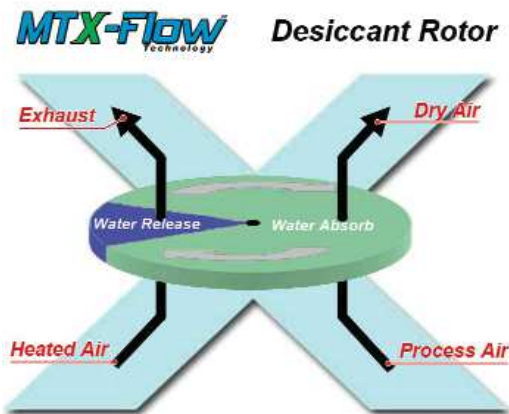 MTX-Flow Technology
Desiccant Rotor
Exhaust
Dry Air
Water Release
Water Absorb
Heated Air
Process Air